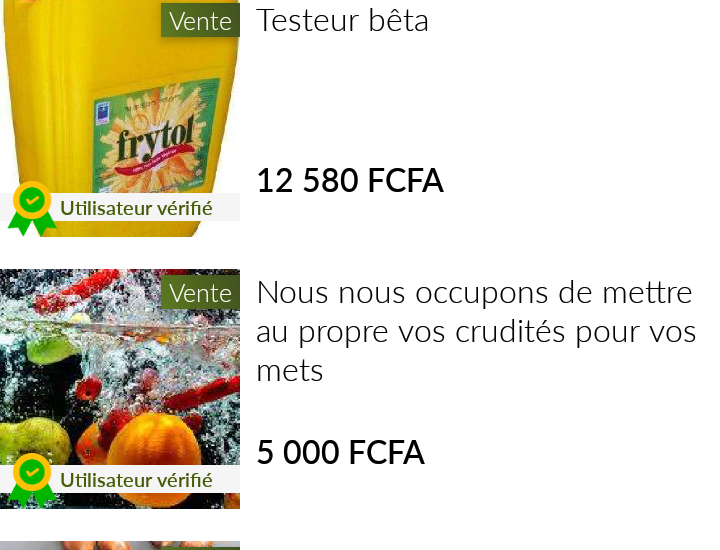 Vente
Testeur bêta
frytol
12 580 FCFA
Utilisateur vérifié
Vente
Nous nous occupons de mettre
au propre vos crudités pour vos
mets
5 000 FCFA
Utilisateur vérifié